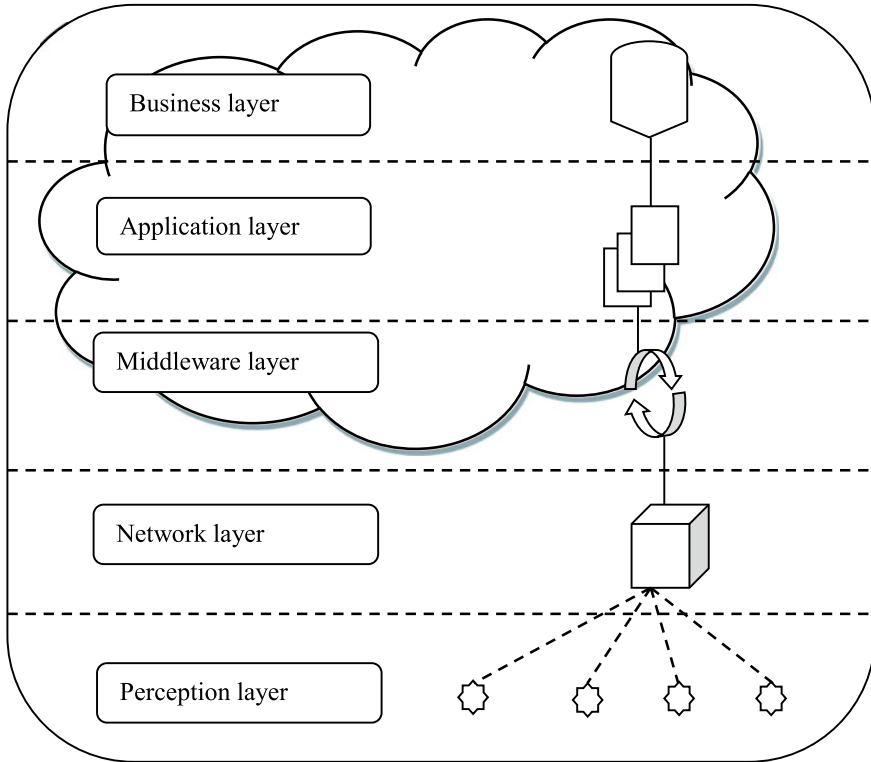 Business layer
Application layer
Middleware layer
Network layer
Perception layer